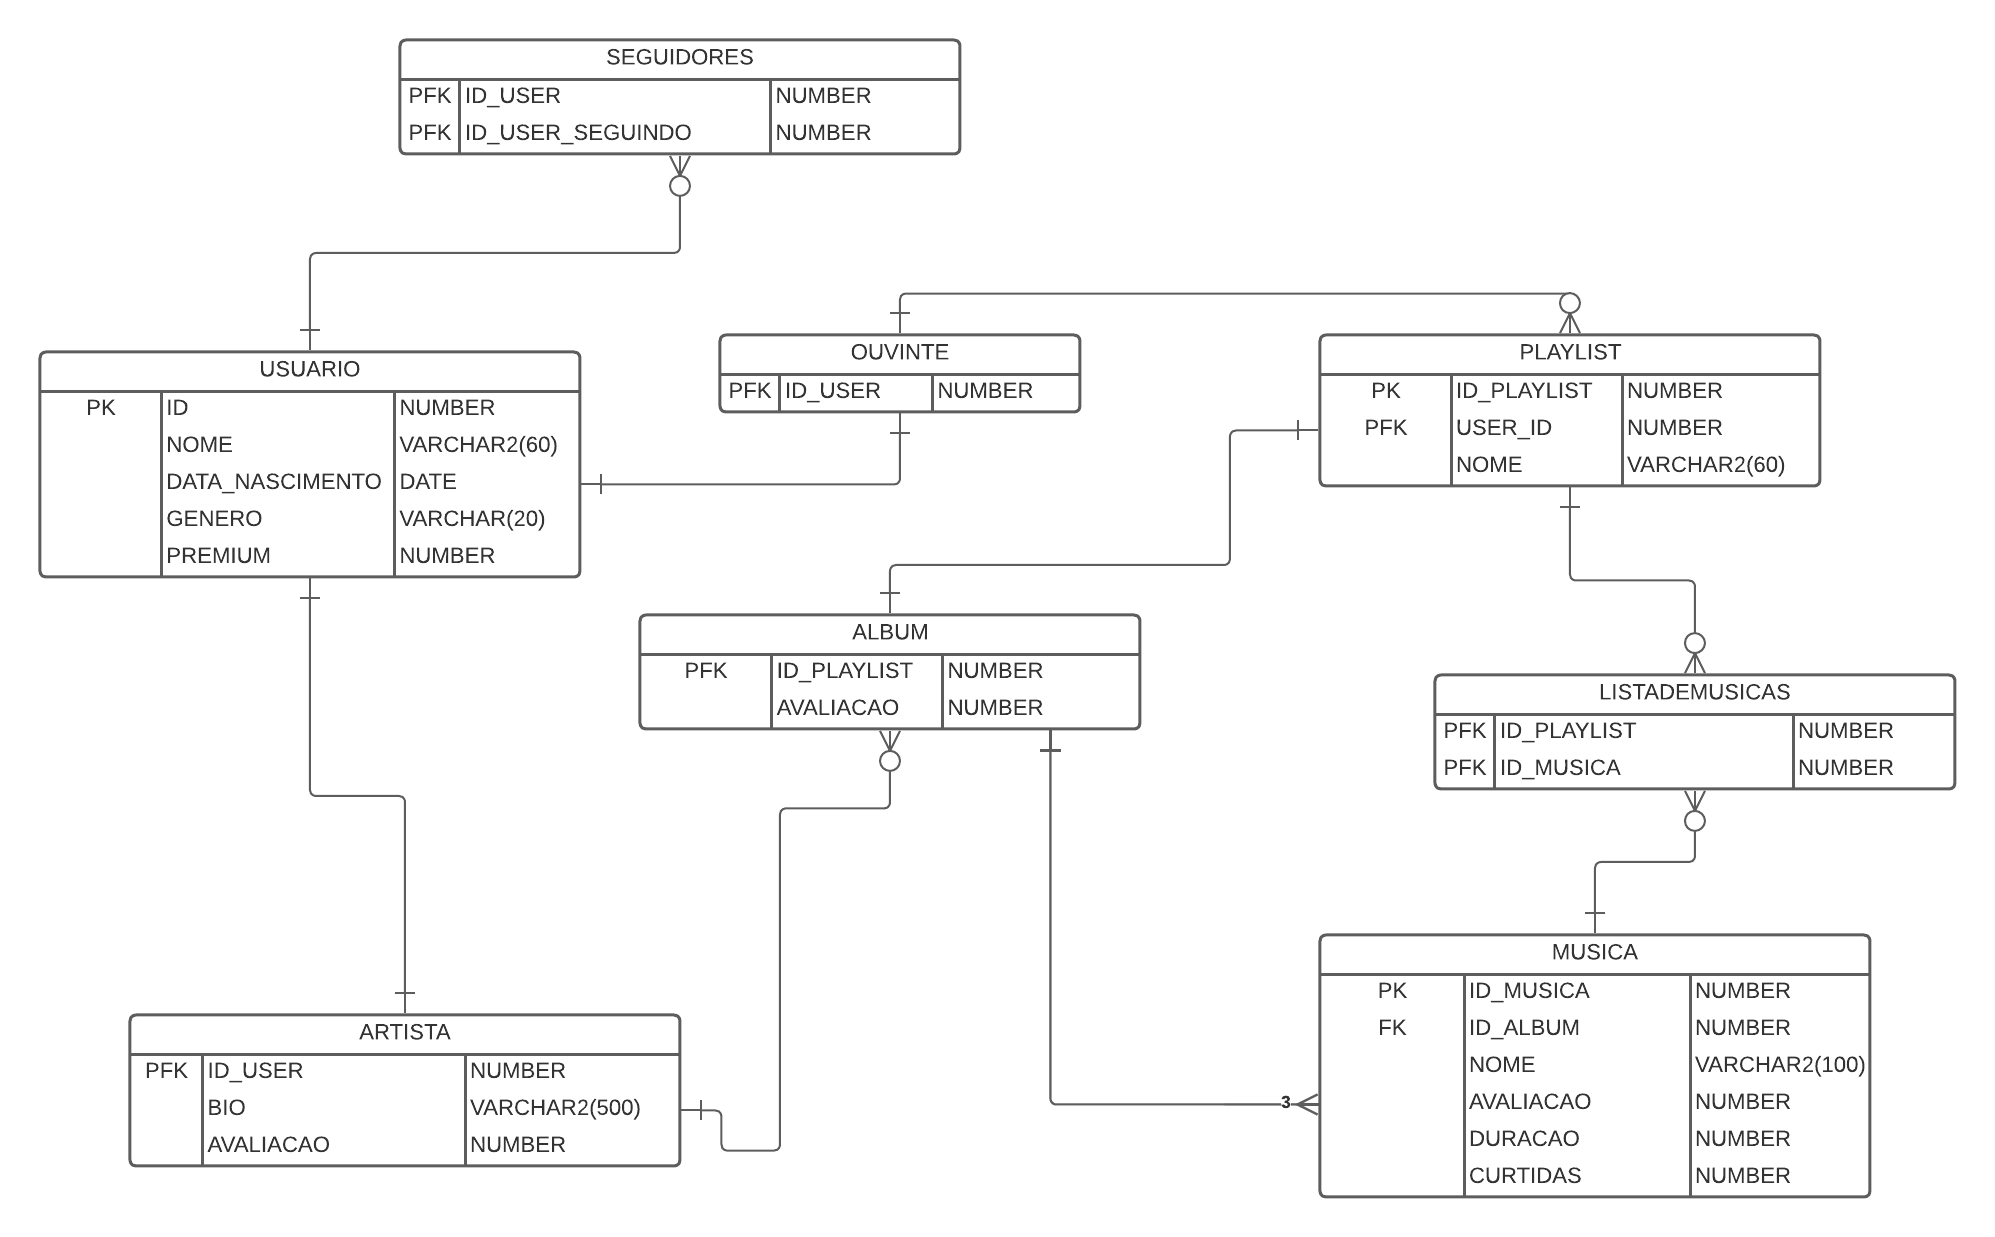 SEGUIDORES
PFK ID_USER NUMBER
PFK ID_USER_SEGUINDO NUMBER
USUARIO
PK ID NUMBER
NOME VARCHAR2(60)
DATA_NASCIMENTO DATE
GENERO VARCHAR(20)
PREMIUM NUMBER
OUVINTE
PFK ID_USER NUMBER
PLAYLIST
PK ID_PLAYLIST NUMBER
PFK USER_ID NUMBER
NOME VARCHAR2(60)
ALBUM
PFK ID_PLAYLIST NUMBER
AVALIACAO NUMBER
LISTADEMUSICAS
PFK ID_PLAYLIST NUMBER
PFK ID_MUSICA NUMBER
ARTISTA
PFK ID_USER NUMBER
BIO VARCHAR2(500)
AVALIACAO NUMBER
3
MUSICA
PK ID_MUSICA NUMBER
FK ID_ALBUM NUMBER
NOME VARCHAR2(100)
AVALIACAO NUMBER
DURACAO NUMBER
CURTIDAS NUMBER